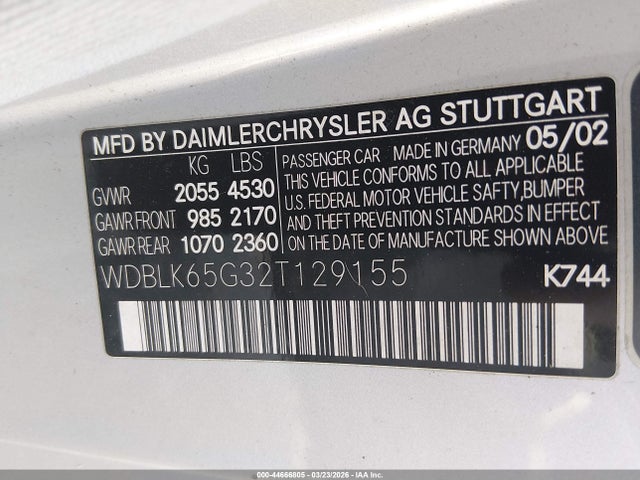 MFD BY DAIMLERCHRYSLER AG STUTTGART
KG LBS
GVWR 2055 4530
GAWR FRONT 985 2170
GAWR REAR 1070 2360
PASSENGER CAR MADE IN GERMANY 05/02
THIS VEHICLE CONFORMS TO ALL APPLICABLE
U.S. FEDERAL MOTOR VEHICLE SAFTY,BUMPER
AND THEFT PREVENTION STANDARDS IN EFFECT
ON THE DATE OF MANUFACTURE SHOWN ABOVE.
WDBLK65G32T129155 K744
000-44666805 - 03/23/2026 - IAAI, Inc.